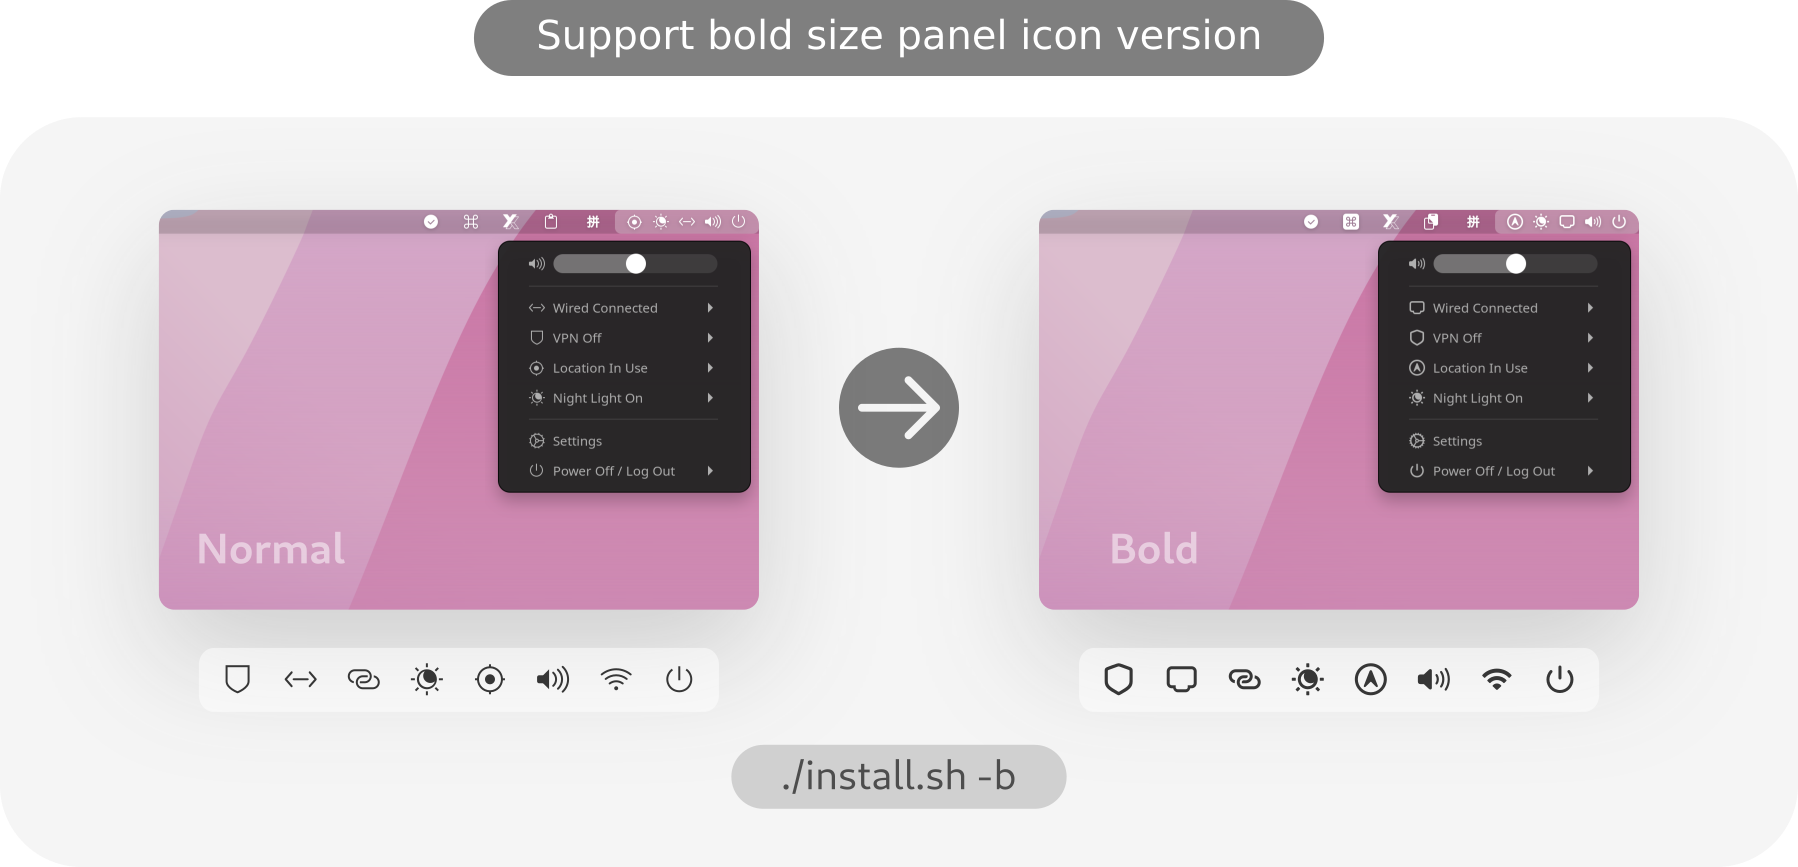 Support bold size panel icon version
拼
Wired Connected
VPN Off
Location In Use
Night Light On
Settings
Power Off / Log Out
Normal
拼
Wired Connected
VPN Off
Location In Use
Night Light On
Settings
Power Off / Log Out
Bold
./install.sh -b